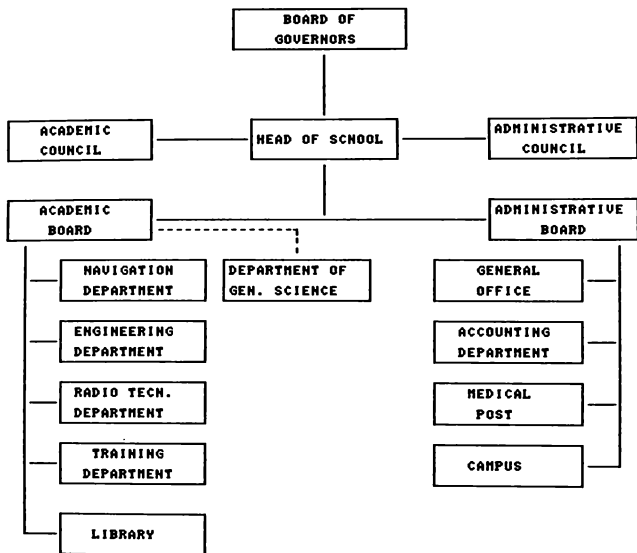 BOARD OF
GOVERNORS
ACADEMIC
COUNCIL
HEAD OF SCHOOL
ADMINISTRATIVE
COUNCIL
ACADEMIC
BOARD
ADMINISTRATIVE
BOARD
NAVIGATION
DEPARTMENT
DEPARTMENT OF
GEN. SCIENCE
GENERAL
OFFICE
ENGINEERING
DEPARTMENT
ACCOUNTING
DEPARTMENT
RADIO TECH.
DEPARTMENT
MEDICAL
POST
TRAINING
DEPARTMENT
CAMPUS
LIBRARY